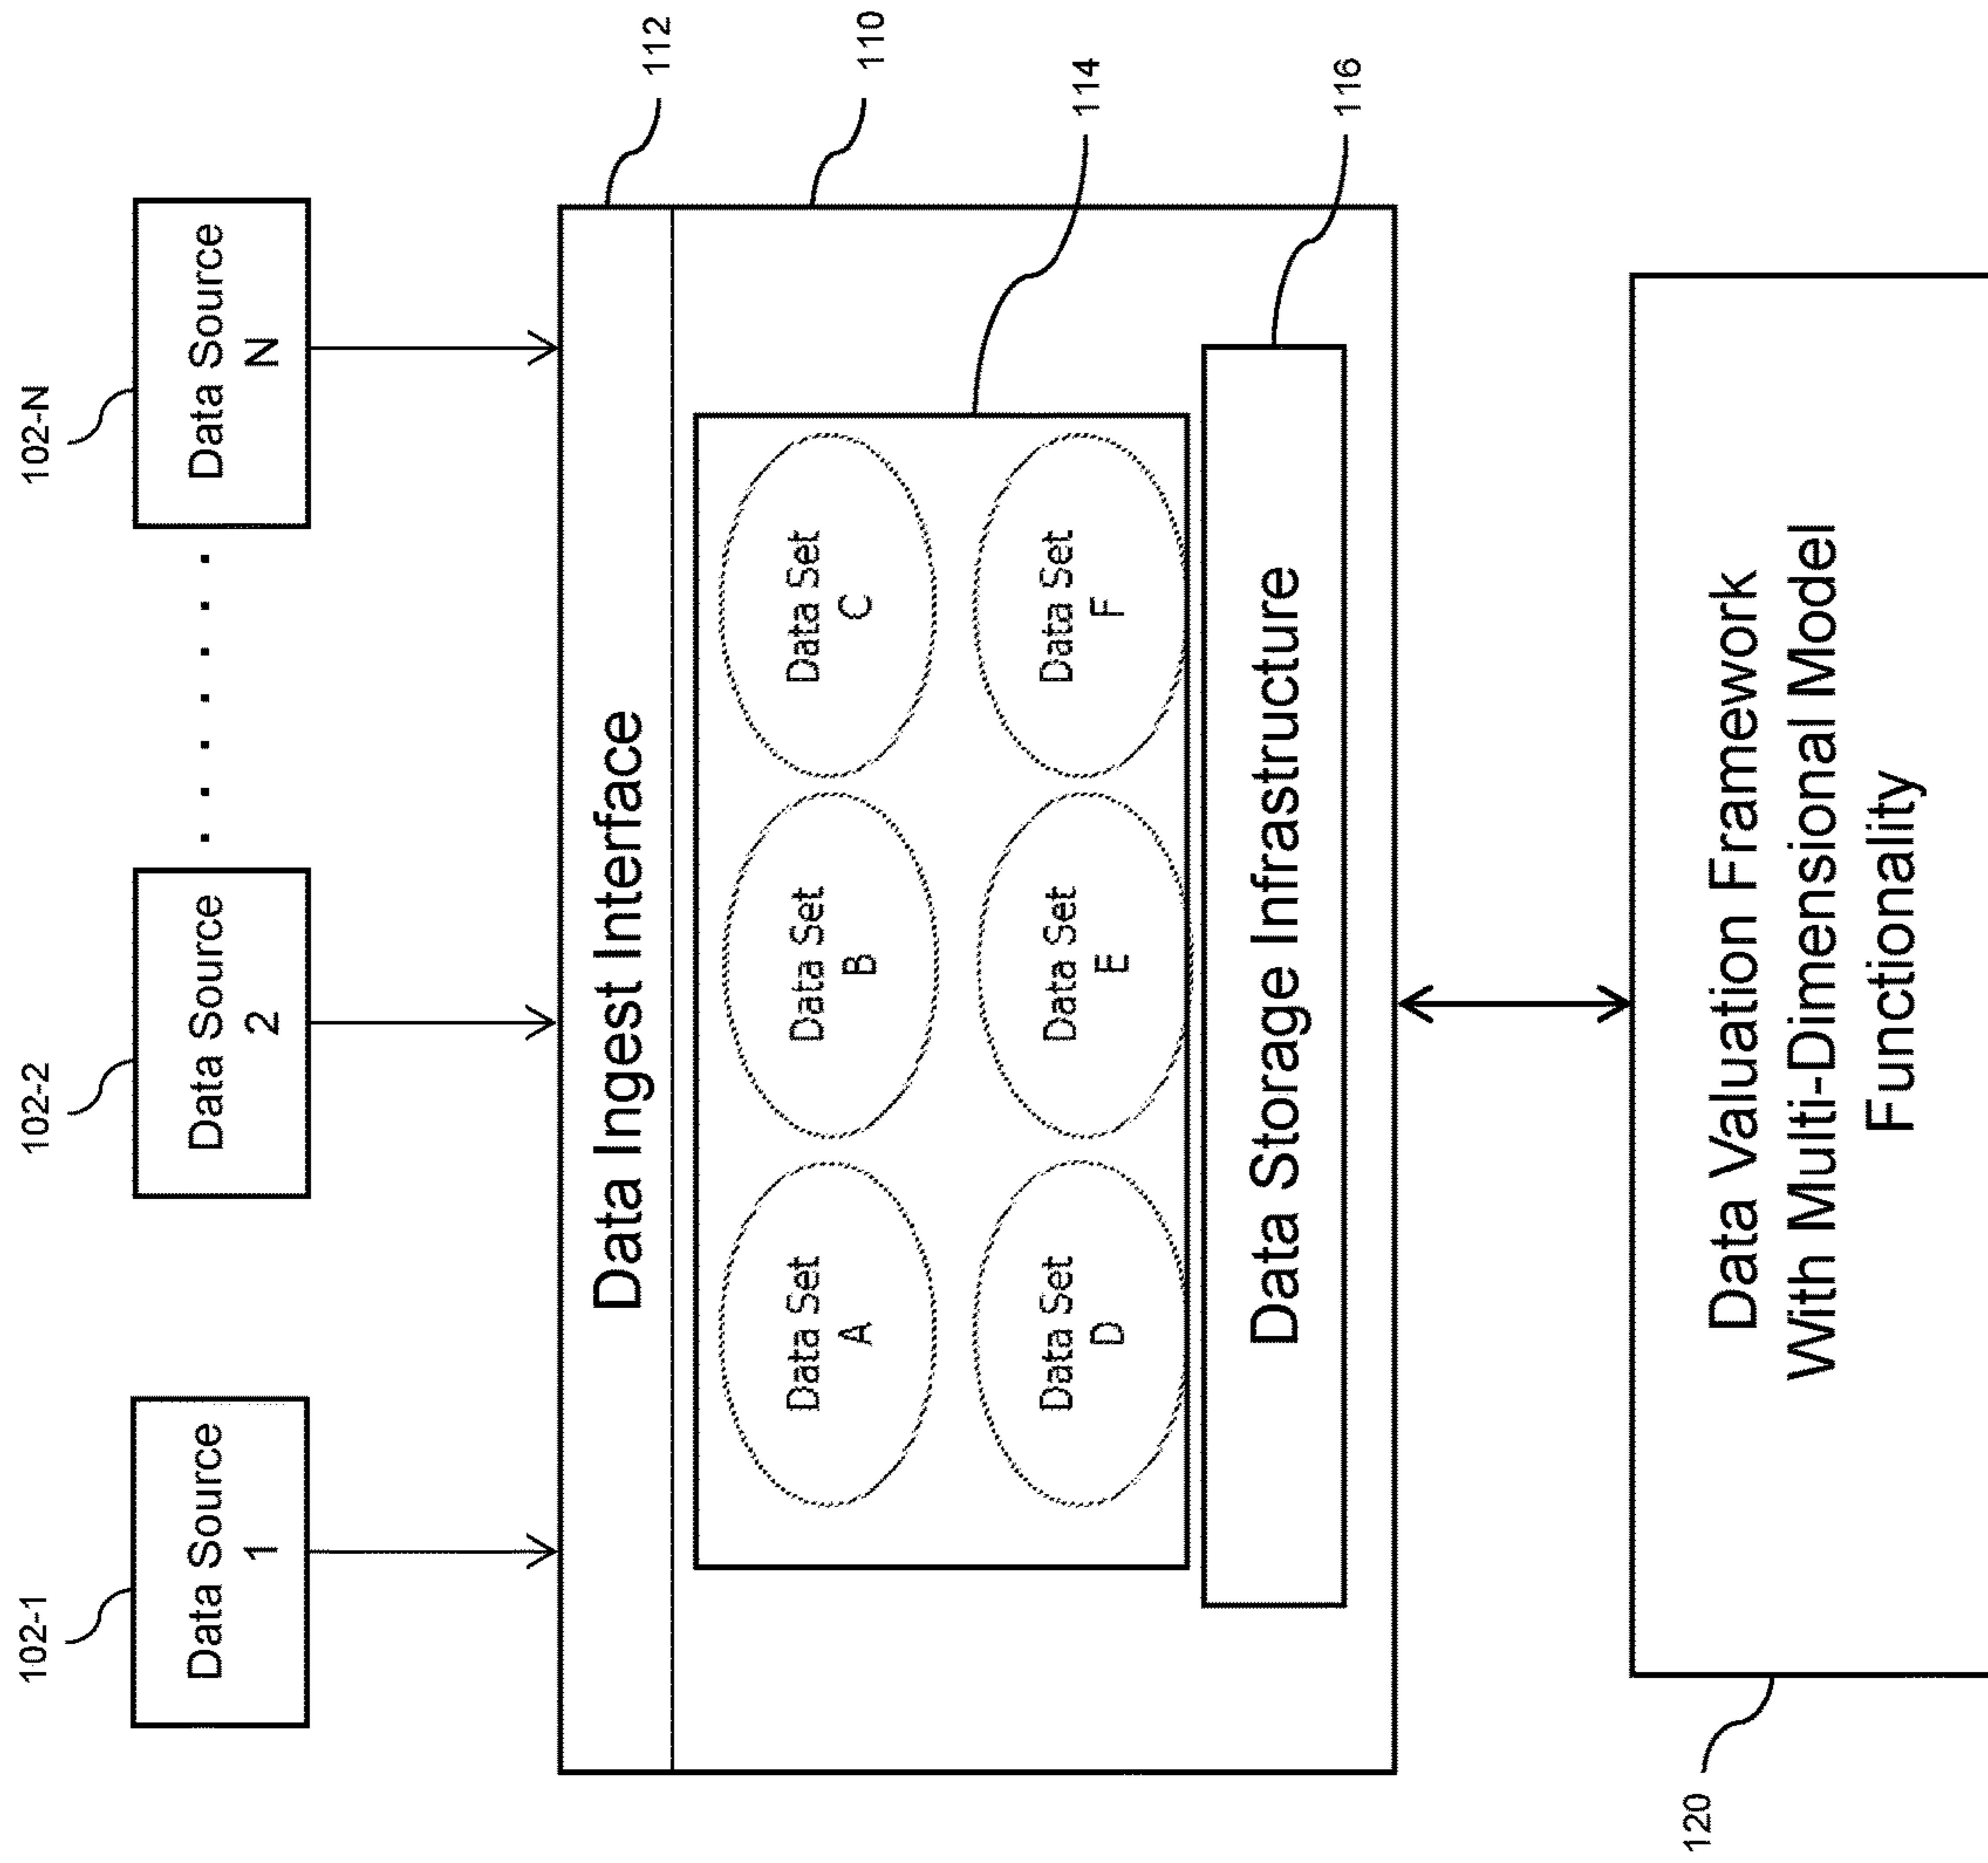 102-1
102-2
102-N
Data Source
1
Data Source
2
. . . . . . .
Data Source
N
112
110
Data Ingest Interface
114
Data Set
A
Data Set
B
Data Set
C
Data Set
D
Data Set
E
Data Set
F
116
Data Storage Infrastructure
120
Data Valuation Framework
With Multi-Dimensional Model
Functionality